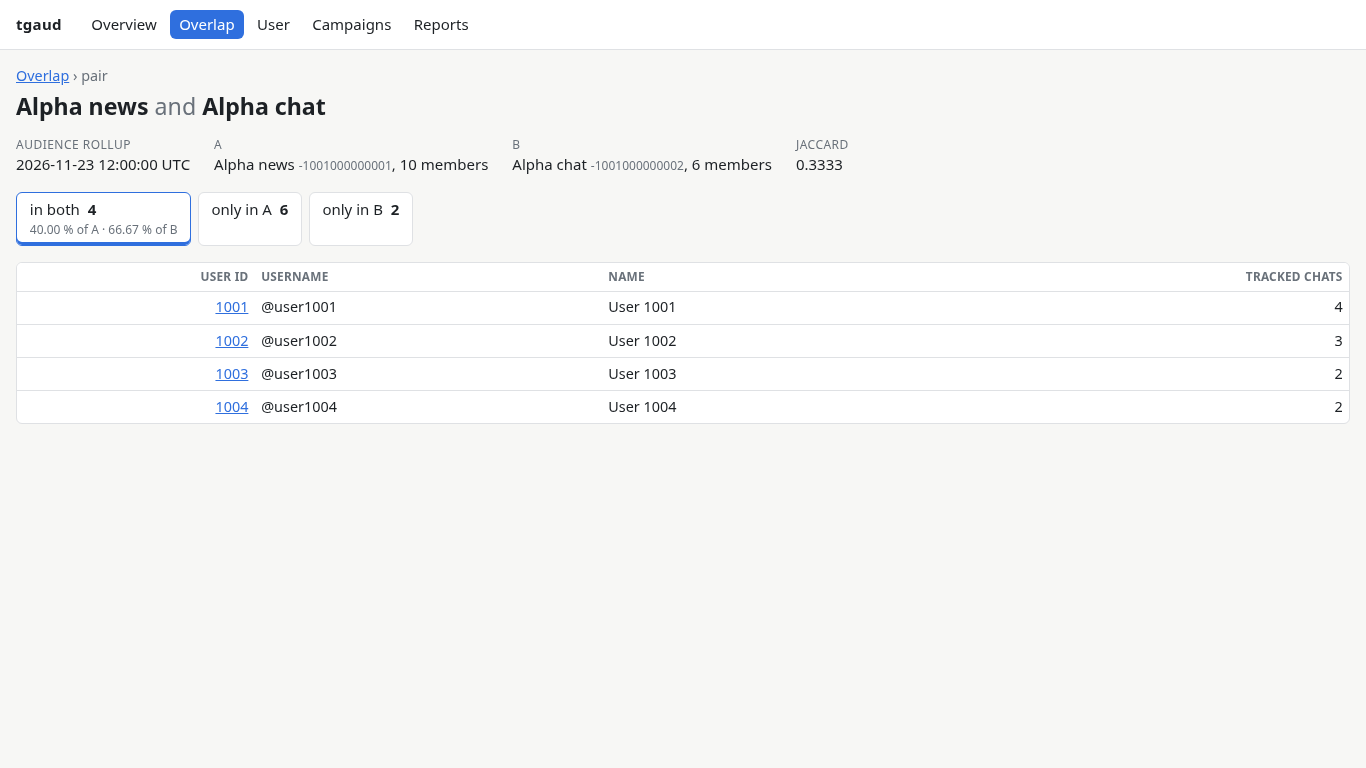 tgaud Overview Overlap User Campaigns Reports
Overlap › pair
Alpha news and Alpha chat
AUDIENCE ROLLUP A B JACCARD
2026-11-23 12:00:00 UTC Alpha news -1001000000001, 10 members Alpha chat -1001000000002, 6 members 0.3333
in both 4 only in A 6 only in B 2
40.00 % of A · 66.67 % of B
USER ID USERNAME NAME TRACKED CHATS
1001 @user1001 User 1001 4
1002 @user1002 User 1002 3
1003 @user1003 User 1003 2
1004 @user1004 User 1004 2